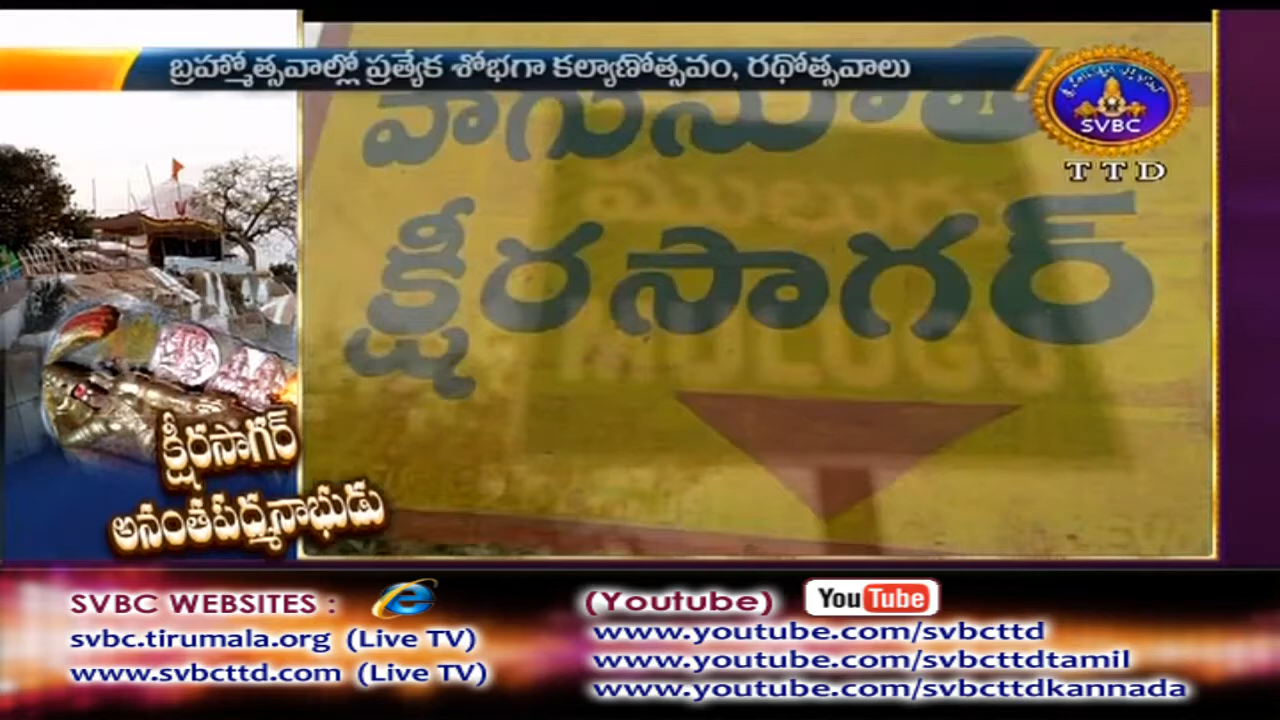 బ్రహ్మోత్సవాల్లో ప్రత్యేక శోభగా కల్యాణోత్సవం, రథోత్సవాలు
SVBC
TTD
ములుగు
క్షీరసాగర్
MULUGU
క్షీరసాగర్
అనంతపద్మనాభుడు
SVBC WEBSITES :
svbc.tirumala.org (Live TV)
www.svbcttd.com (Live TV)
(Youtube) YouTube
www.youtube.com/svbcttd
www.youtube.com/svbcttdtamil
www.youtube.com/svbcttdkannada